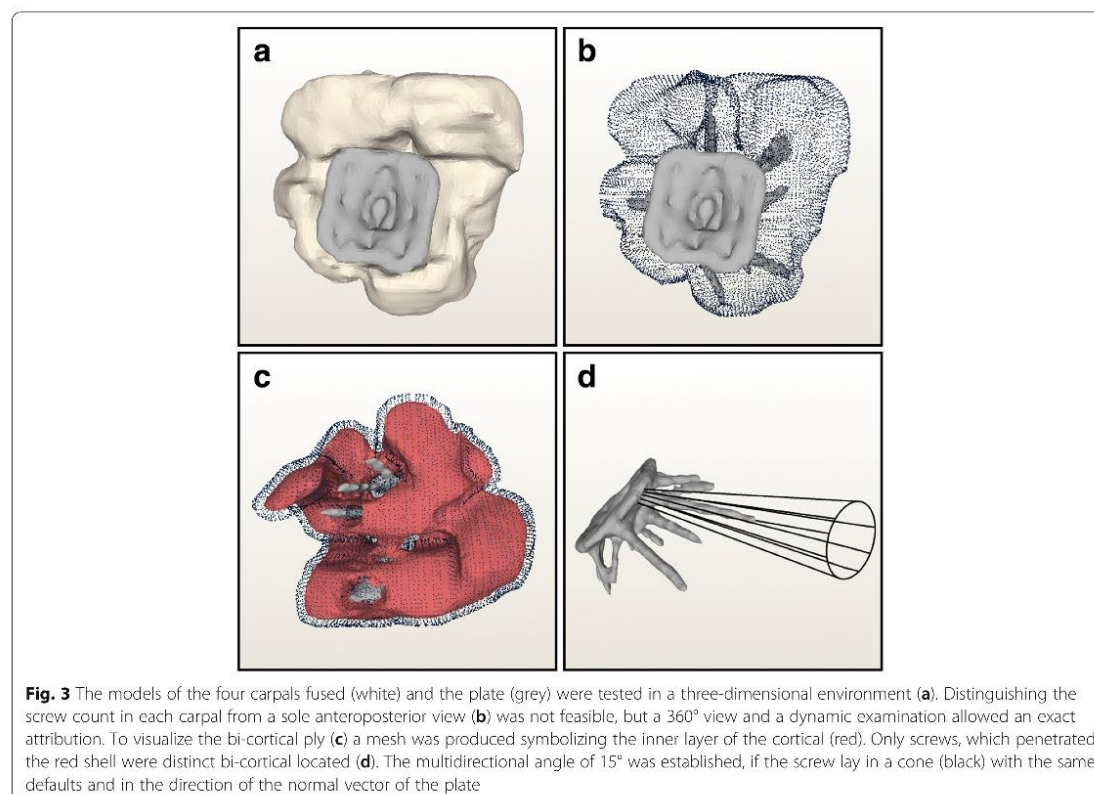 a
b
c
d
Fig. 3 The models of the four carpals fused (white) and the plate (grey) were tested in a three-dimensional environment (a). Distinguishing the
screw count in each carpal from a sole anteroposterior view (b) was not feasible, but a 360° view and a dynamic examination allowed an exact
attribution. To visualize the bi-cortical ply (c) a mesh was produced symbolizing the inner layer of the cortical (red). Only screws, which penetrated
the red shell were distinct bi-cortical located (d). The multidirectional angle of 15° was established, if the screw lay in a cone (black) with the same
defaults and in the direction of the normal vector of the plate